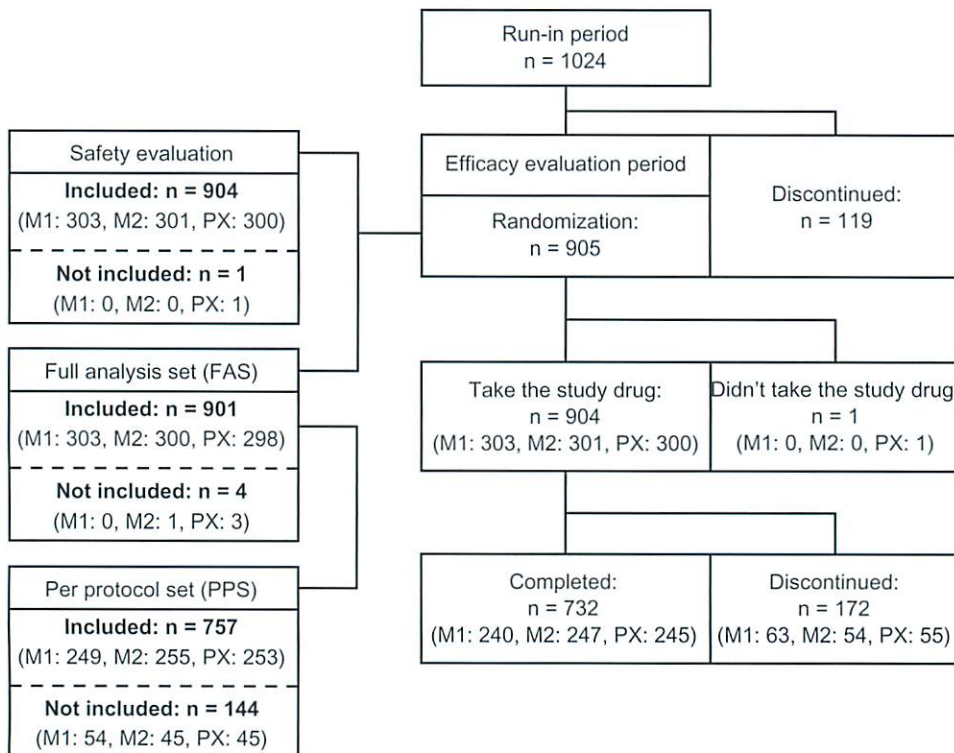 Run-in period
n = 1024
Efficacy evaluation period
Randomization:
n = 905
Discontinued:
n = 119
Safety evaluation
Included: n = 904
(M1: 303, M2: 301, PX: 300)
Not included: n = 1
(M1: 0, M2: 0, PX: 1)
Full analysis set (FAS)
Included: n = 901
(M1: 303, M2: 300, PX: 298)
Not included: n = 4
(M1: 0, M2: 1, PX: 3)
Per protocol set (PPS)
Included: n = 757
(M1: 249, M2: 255, PX: 253)
Not included: n = 144
(M1: 54, M2: 45, PX: 45)
Take the study drug:
n = 904
(M1: 303, M2: 301, PX: 300)
Didn't take the study drug
n = 1
(M1: 0, M2: 0, PX: 1)
Completed:
n = 732
(M1: 240, M2: 247, PX: 245)
Discontinued:
n = 172
(M1: 63, M2: 54, PX: 55)